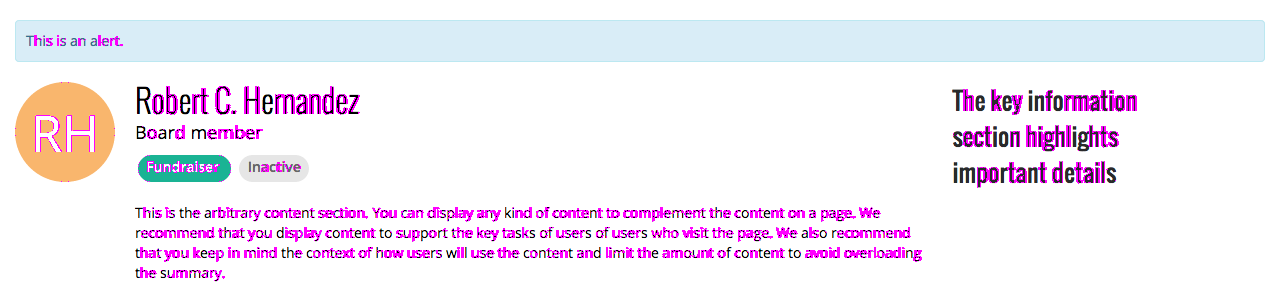 This is an alert.
RH
Robert C. Hernandez
Board member
Fundraiser
Inactive
This is the arbitrary content section. You can display any kind of content to complement the content on a page. We
recommend that you display content to support the key tasks of users of users who visit the page. We also recommend
that you keep in mind the context of how users will use the content and limit the amount of content to avoid overloading
the summary.
The key information
section highlights
important details